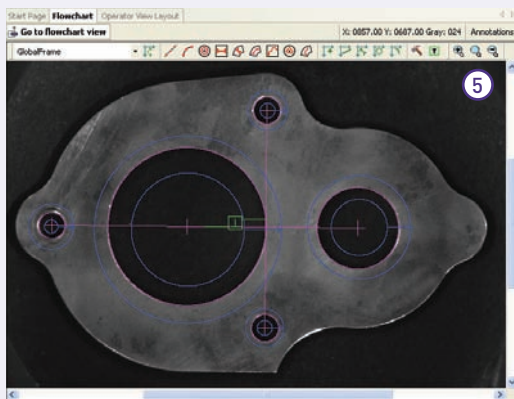 Start Page Flowchart Operator View Layout
Go to flowchart view X: 0857.00 Y: 0687.00 Gray: 024 Annotations
GlobalFrame
5